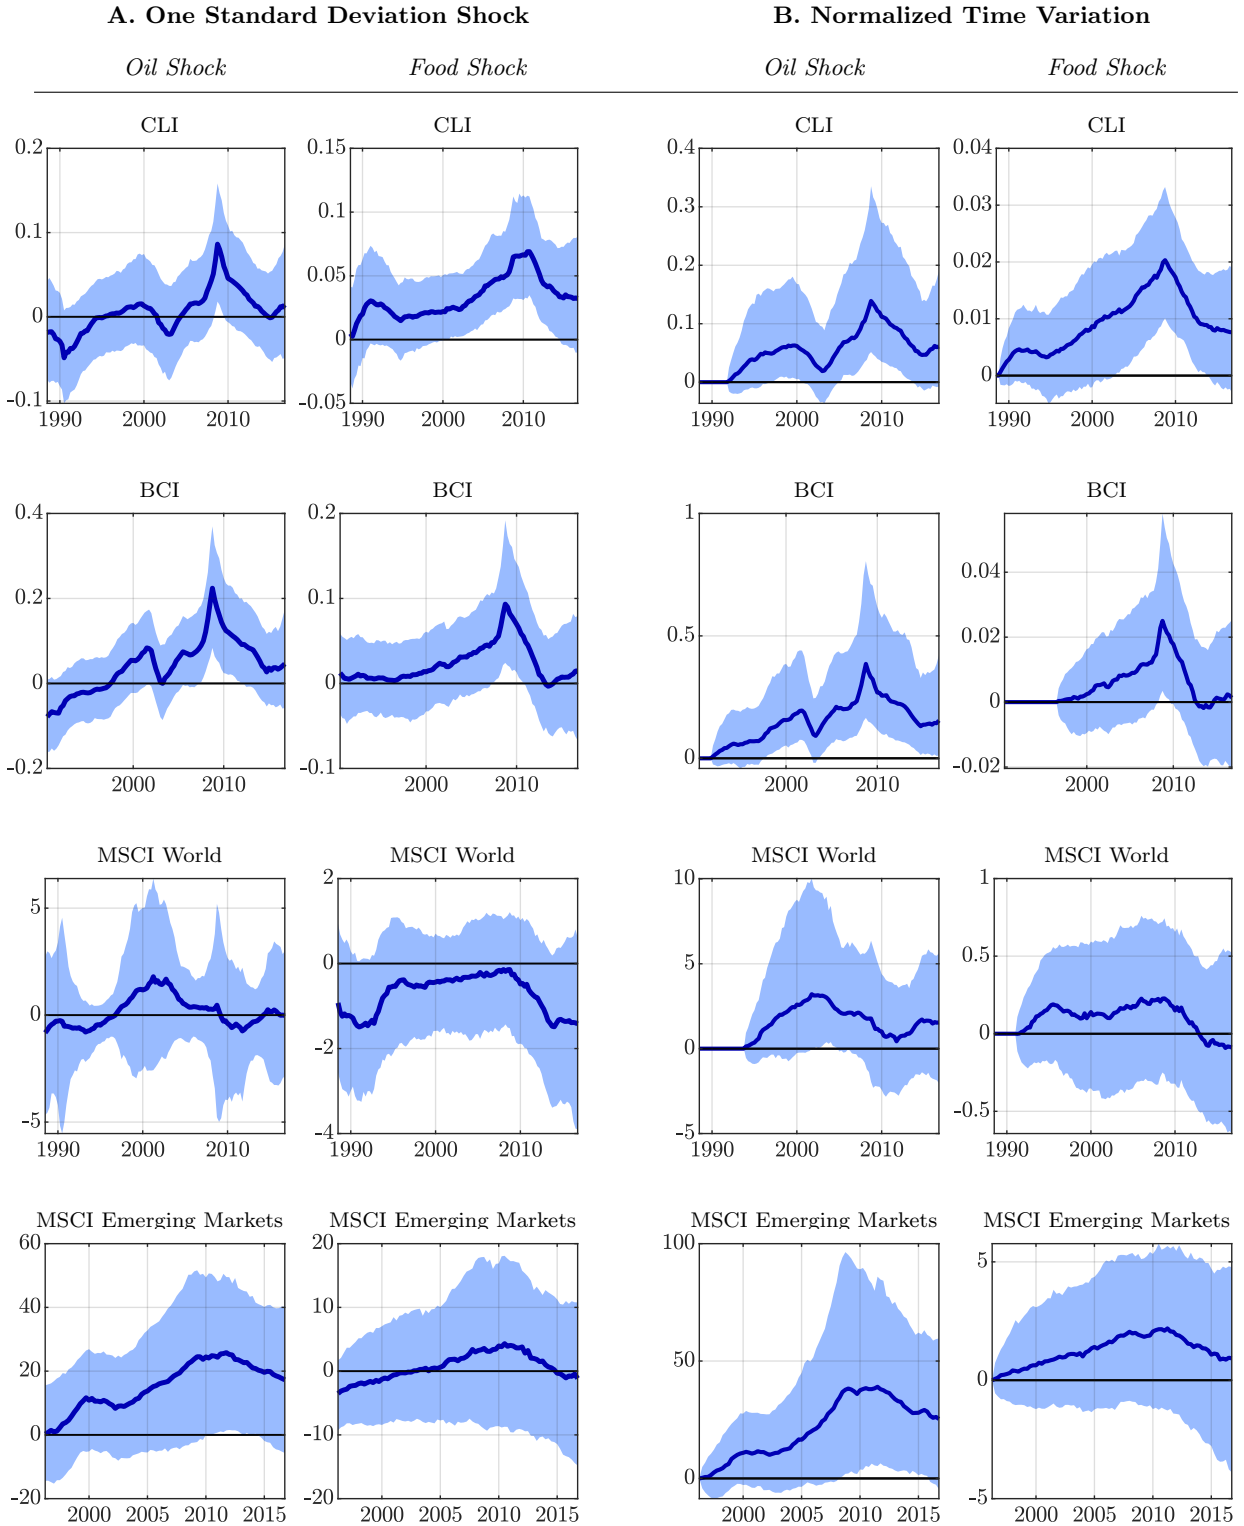 A. One Standard Deviation Shock B. Normalized Time Variation
Oil Shock Food Shock Oil Shock Food Shock
CLI CLI CLI CLI
0.2 0.15 0.4 0.04
0.3
0.1 0.03
0.1
0.2 0.02
0.05
0 0.1 0.01
0
0 0
-0.1 -0.05
1990 2000 2010 1990 2000 2010 1990 2000 2010 1990 2000 2010
BCI BCI BCI BCI
0.4 0.2 1
0.04
0.2 0.1
0.5 0.02
0 0 0
0
-0.2 -0.1 -0.02
2000 2010 2000 2010 2000 2010 2000 2010
MSCI World MSCI World MSCI World MSCI World
2 10 1
5
0 5 0.5
0
0 0
-2
-0.5
-5
-4 -5
1990 2000 2010 1990 2000 2010 1990 2000 2010 1990 2000 2010
MSCI Emerging Markets MSCI Emerging Markets MSCI Emerging Markets MSCI Emerging Markets
60 20 100
5
40 10
50
20 0
0
0 -10
0
-20 -20 -5
2000 2005 2010 2015 2000 2005 2010 2015 2000 2005 2010 2015 2000 2005 2010 2015